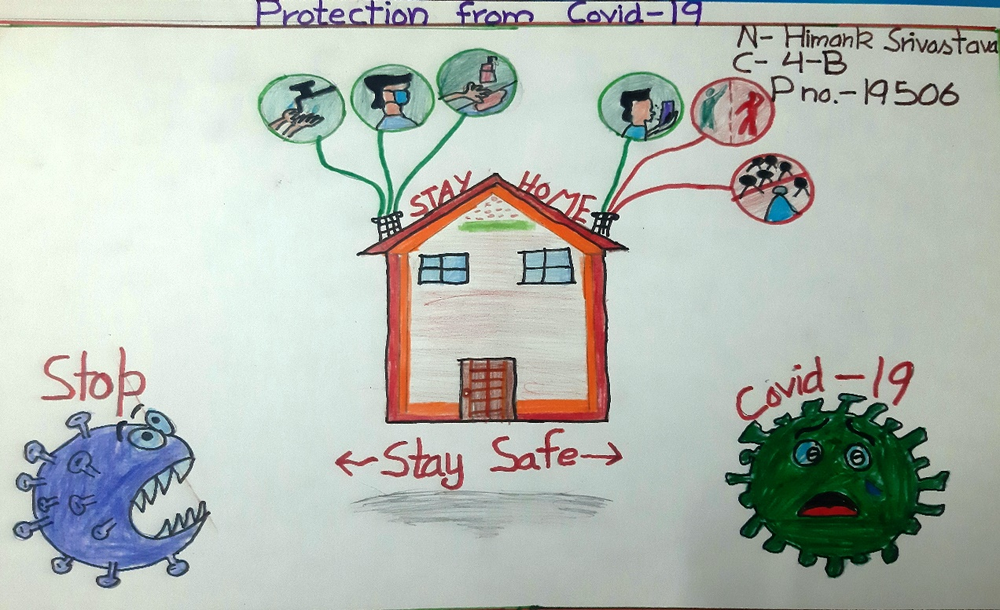 Protection from Covid-19
N- Himank Srivastava
C- 4-B
P no.-19506
STAY HOME
Stop
Covid-19
←Stay Safe→